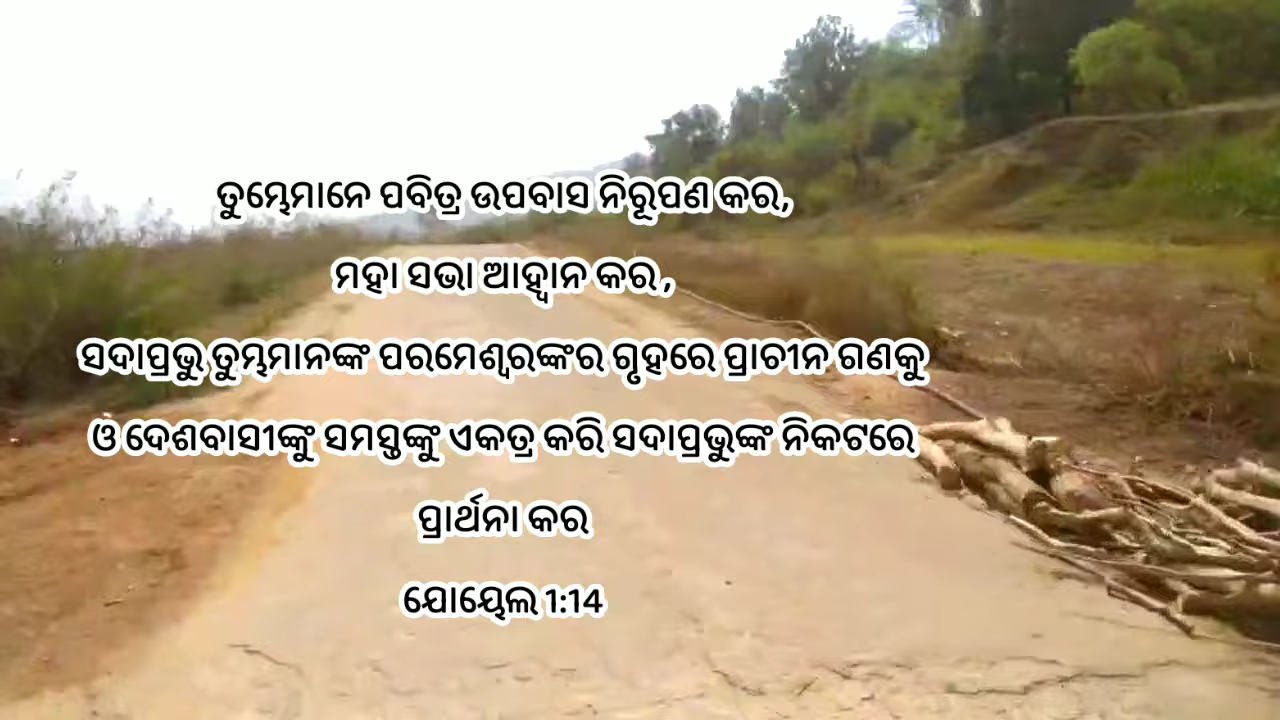 ତୁମ୍ଭେମାନେ ପବିତ୍ର ଉପବାସ ନିରୂପଣ କର,
ମହା ସଭା ଆହ୍ୱାନ କର,
ସଦାପ୍ରଭୁ ତୁମ୍ଭମାନଙ୍କ ପରମେଶ୍ୱରଙ୍କର ଗୃହରେ ପ୍ରାଚୀନ ଗଣକୁ
ଓ ଦେଶବାସୀଙ୍କୁ ସମସ୍ତଙ୍କୁ ଏକତ୍ର କରି ସଦାପ୍ରଭୁଙ୍କ ନିକଟରେ
ପ୍ରାର୍ଥନା କର
ଯୋୟେଲ 1:14